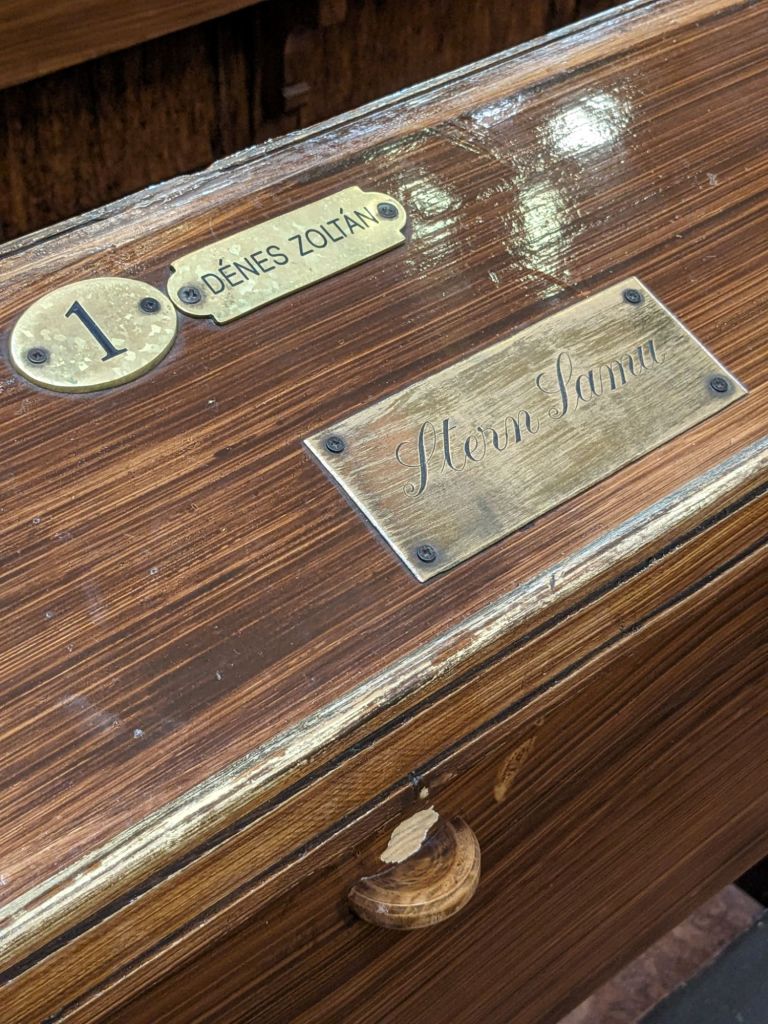 1
DÉNES ZOLTÁN
Stern Samu